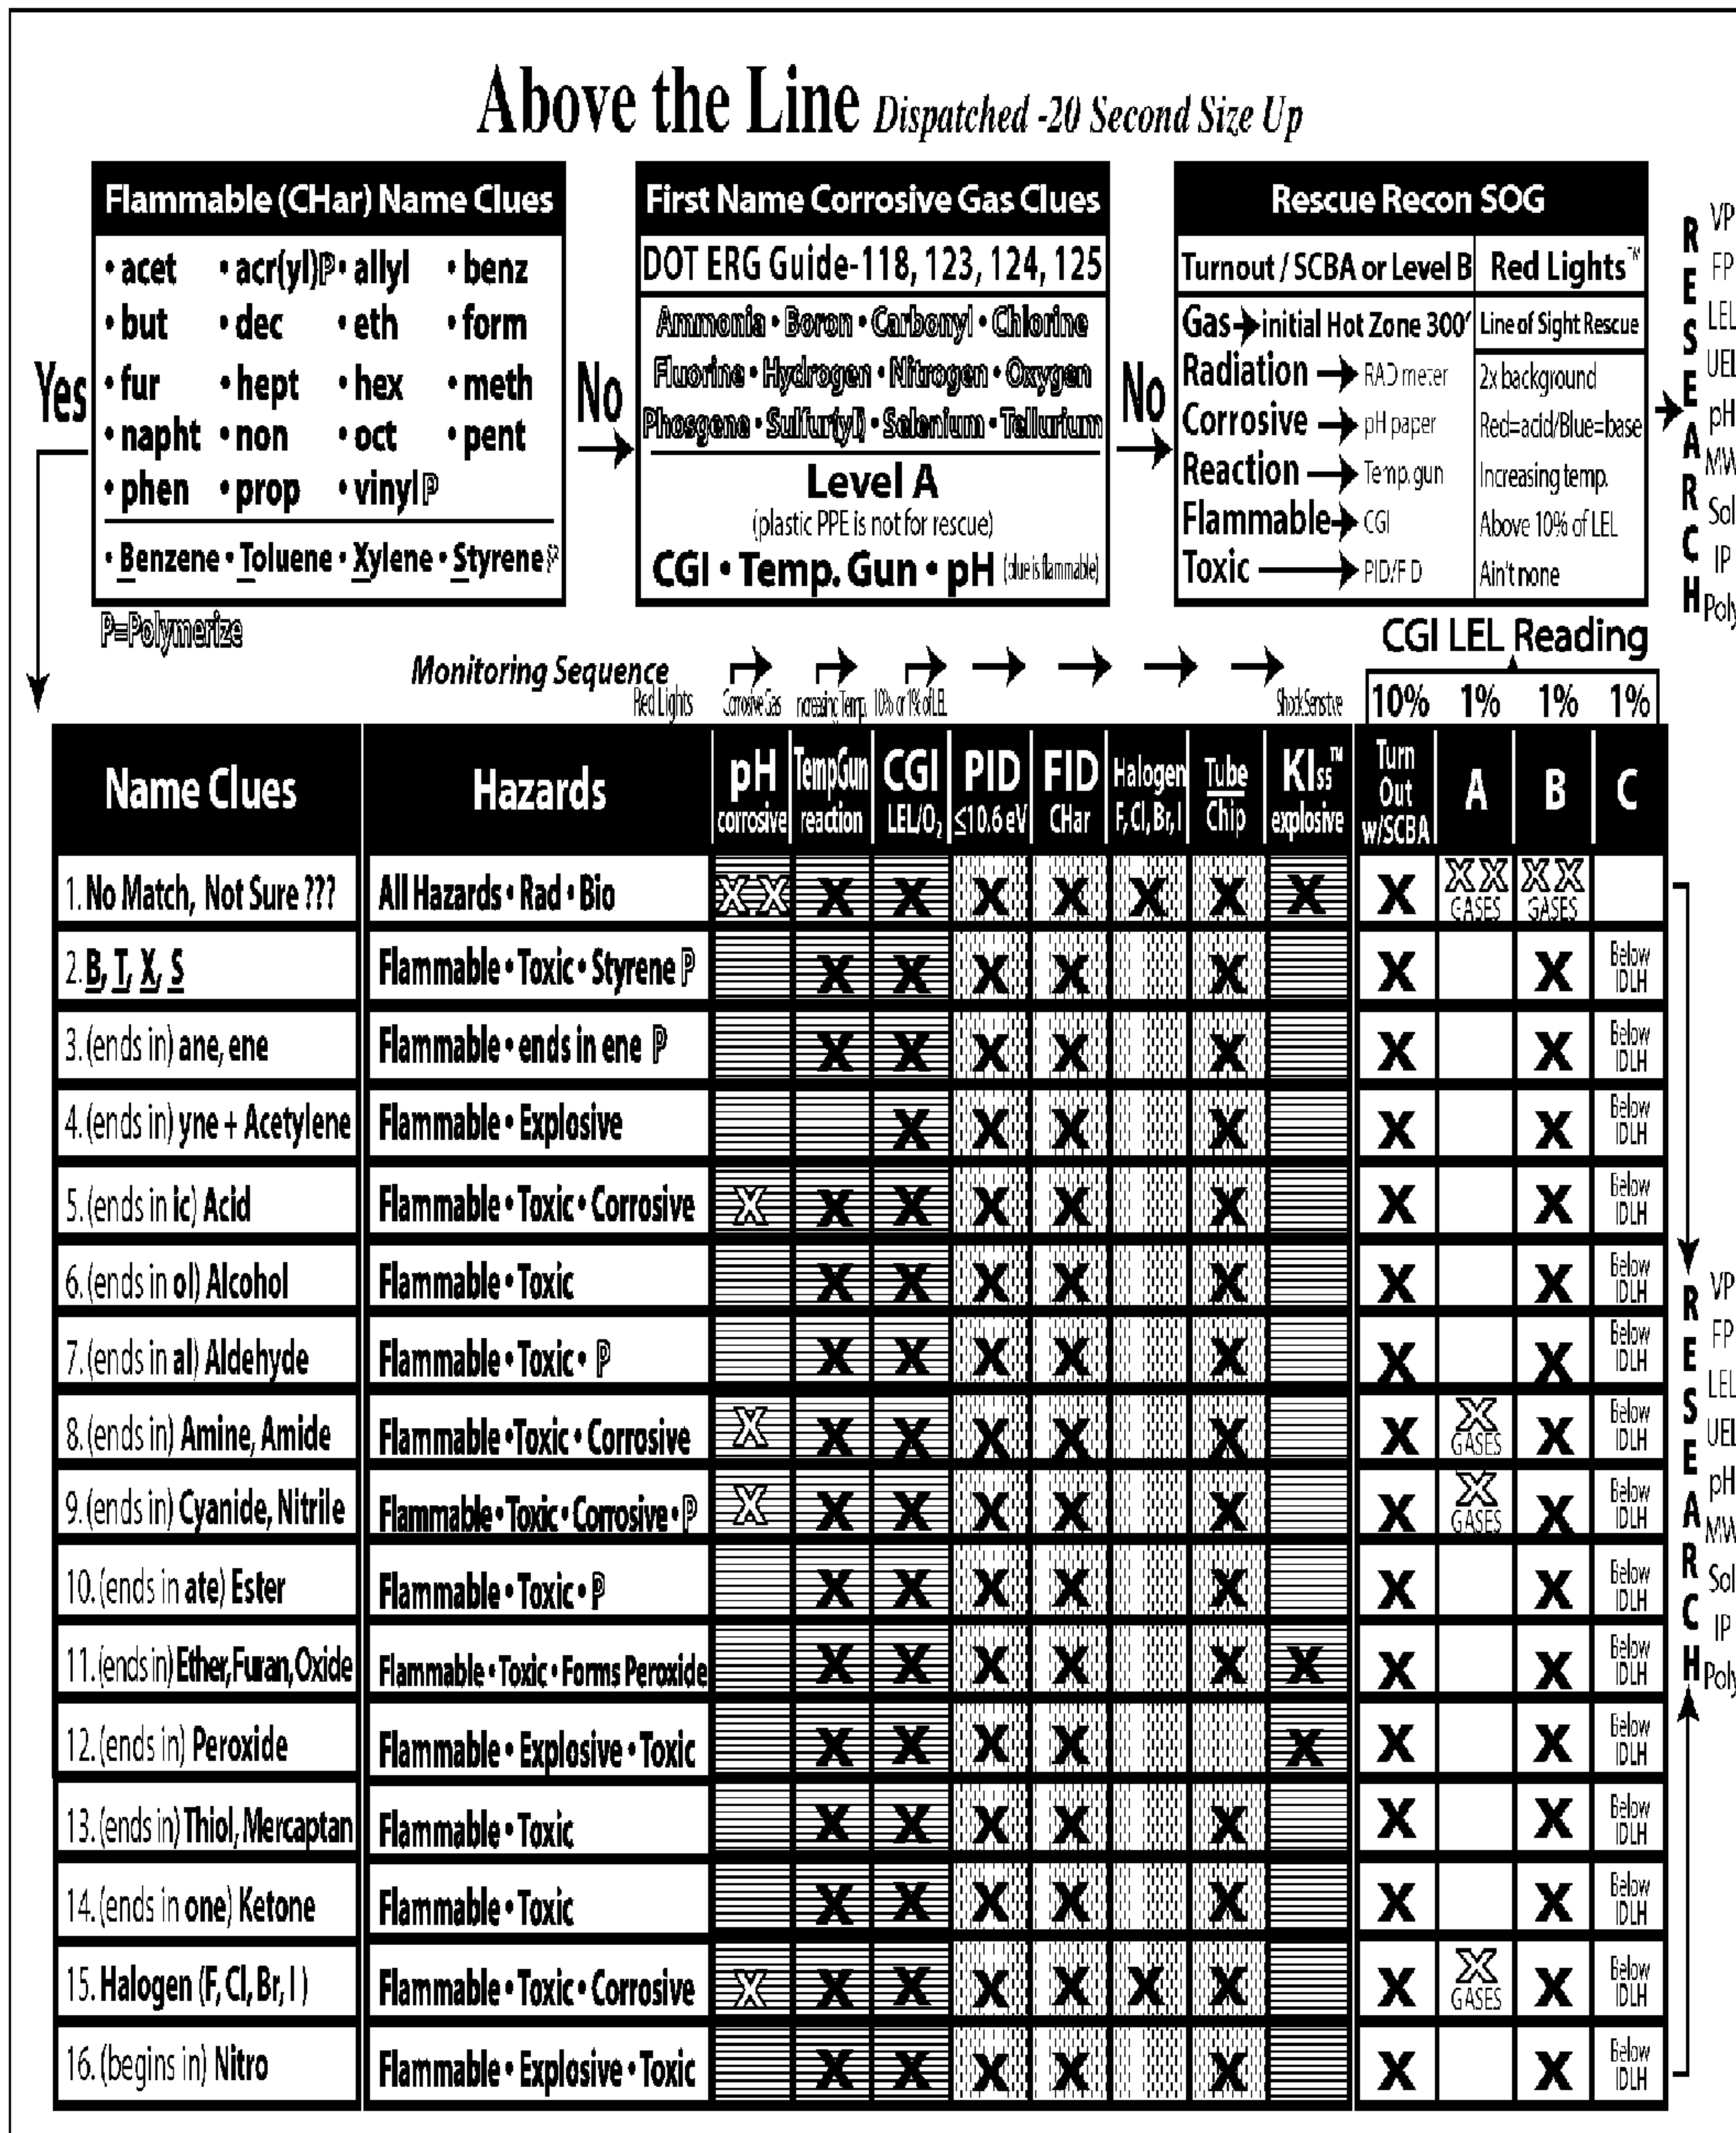 Above the Line Dispatched -20 Second Size Up
Flammable (CHar) Name Clues
• acet • acr(yl)P • allyl • benz
• but • dec • eth • form
• fur • hept • hex • meth
• napht • non • oct • pent
• phen • prop • vinyl P
• Benzene • Toluene • Xylene • Styrene P
P=Polymerize
Yes
No
First Name Corrosive Gas Clues
DOT ERG Guide-118, 123, 124, 125
Ammonia • Boron • Carbonyl • Chlorine
Fluorine • Hydrogen • Nitrogen • Oxygen
Phosgene • Sulfur(yl) • Selenium • Tellurium
Level A
(plastic PPE is not for rescue)
CGI • Temp. Gun • pH (blue is flammable)
No
Rescue Recon SOG
Turnout / SCBA or Level B Red Lights™
Gas → initial Hot Zone 300' Line of Sight Rescue
Radiation → RAD meter 2x background
Corrosive → pH paper Red=acid/Blue=base
Reaction → Temp. gun Increasing temp.
Flammable → CGI Above 10% of LEL
Toxic → PID/FID Ain't none
RESEARCH
VP
FP
LEL
UEL
pH
MW
Sol
IP
Poly
CGI LEL Reading
10% 1% 1% 1%
Monitoring Sequence
Red Lights Corrosive Gas Increasing Temp. 10% or 1% of LEL Shock Sensitive
Name Clues Hazards pH corrosive TempGun reaction CGI LEL/O₂ PID ≤10.6 eV FID CHar Halogen F, Cl, Br, I Tube Chip KIss™ explosive Turn Out w/SCBA A B C
1. No Match, Not Sure ??? All Hazards • Rad • Bio XX X X X X X X X X XX GASES XX GASES
2. B, T, X, S Flammable • Toxic • Styrene P X X X X X X X Below IDLH
3. (ends in) ane, ene Flammable • ends in ene P X X X X X X X Below IDLH
4. (ends in) yne + Acetylene Flammable • Explosive X X X X X X Below IDLH
5. (ends in ic) Acid Flammable • Toxic • Corrosive X X X X X X X X Below IDLH
6. (ends in ol) Alcohol Flammable • Toxic X X X X X X X Below IDLH
7. (ends in al) Aldehyde Flammable • Toxic • P X X X X X X X Below IDLH
8. (ends in) Amine, Amide Flammable • Toxic • Corrosive X X X X X X X X GASES X Below IDLH
9. (ends in) Cyanide, Nitrile Flammable • Toxic • Corrosive • P X X X X X X X X GASES X Below IDLH
10. (ends in ate) Ester Flammable • Toxic • P X X X X X X X Below IDLH
11. (ends in) Ether, Furan, Oxide Flammable • Toxic • Forms Peroxide X X X X X X X X Below IDLH
12. (ends in) Peroxide Flammable • Explosive • Toxic X X X X X X X Below IDLH
13. (ends in) Thiol, Mercaptan Flammable • Toxic X X X X X X X Below IDLH
14. (ends in one) Ketone Flammable • Toxic X X X X X X X Below IDLH
15. Halogen (F, Cl, Br, I ) Flammable • Toxic • Corrosive X X X X X X X X X GASES X Below IDLH
16. (begins in) Nitro Flammable • Explosive • Toxic X X X X X X X Below IDLH
RESEARCH
VP
FP
LEL
UEL
pH
MW
Sol
IP
Poly